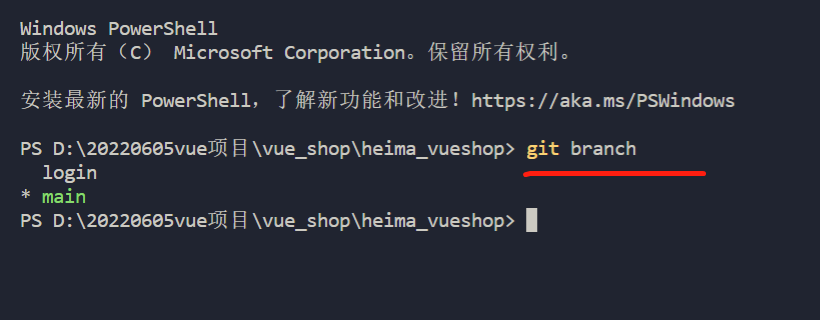 Windows PowerShell
版权所有（C） Microsoft Corporation。保留所有权利。
安装最新的 PowerShell，了解新功能和改进！https://aka.ms/PSWindows
PS D:\20220605vue项目\vue_shop\heima_vueshop> git branch
  login
* main
PS D:\20220605vue项目\vue_shop\heima_vueshop>